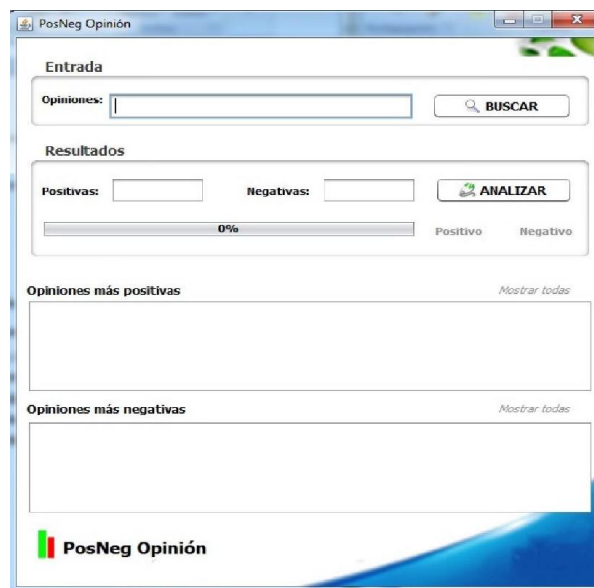 PosNeg Opinión
Entrada
Opiniones:
BUSCAR
Resultados
Positivas:
Negativas:
ANALIZAR
0%
Positivo
Negativo
Opiniones más positivas
Mostrar todas
Opiniones más negativas
Mostrar todas
PosNeg Opinión